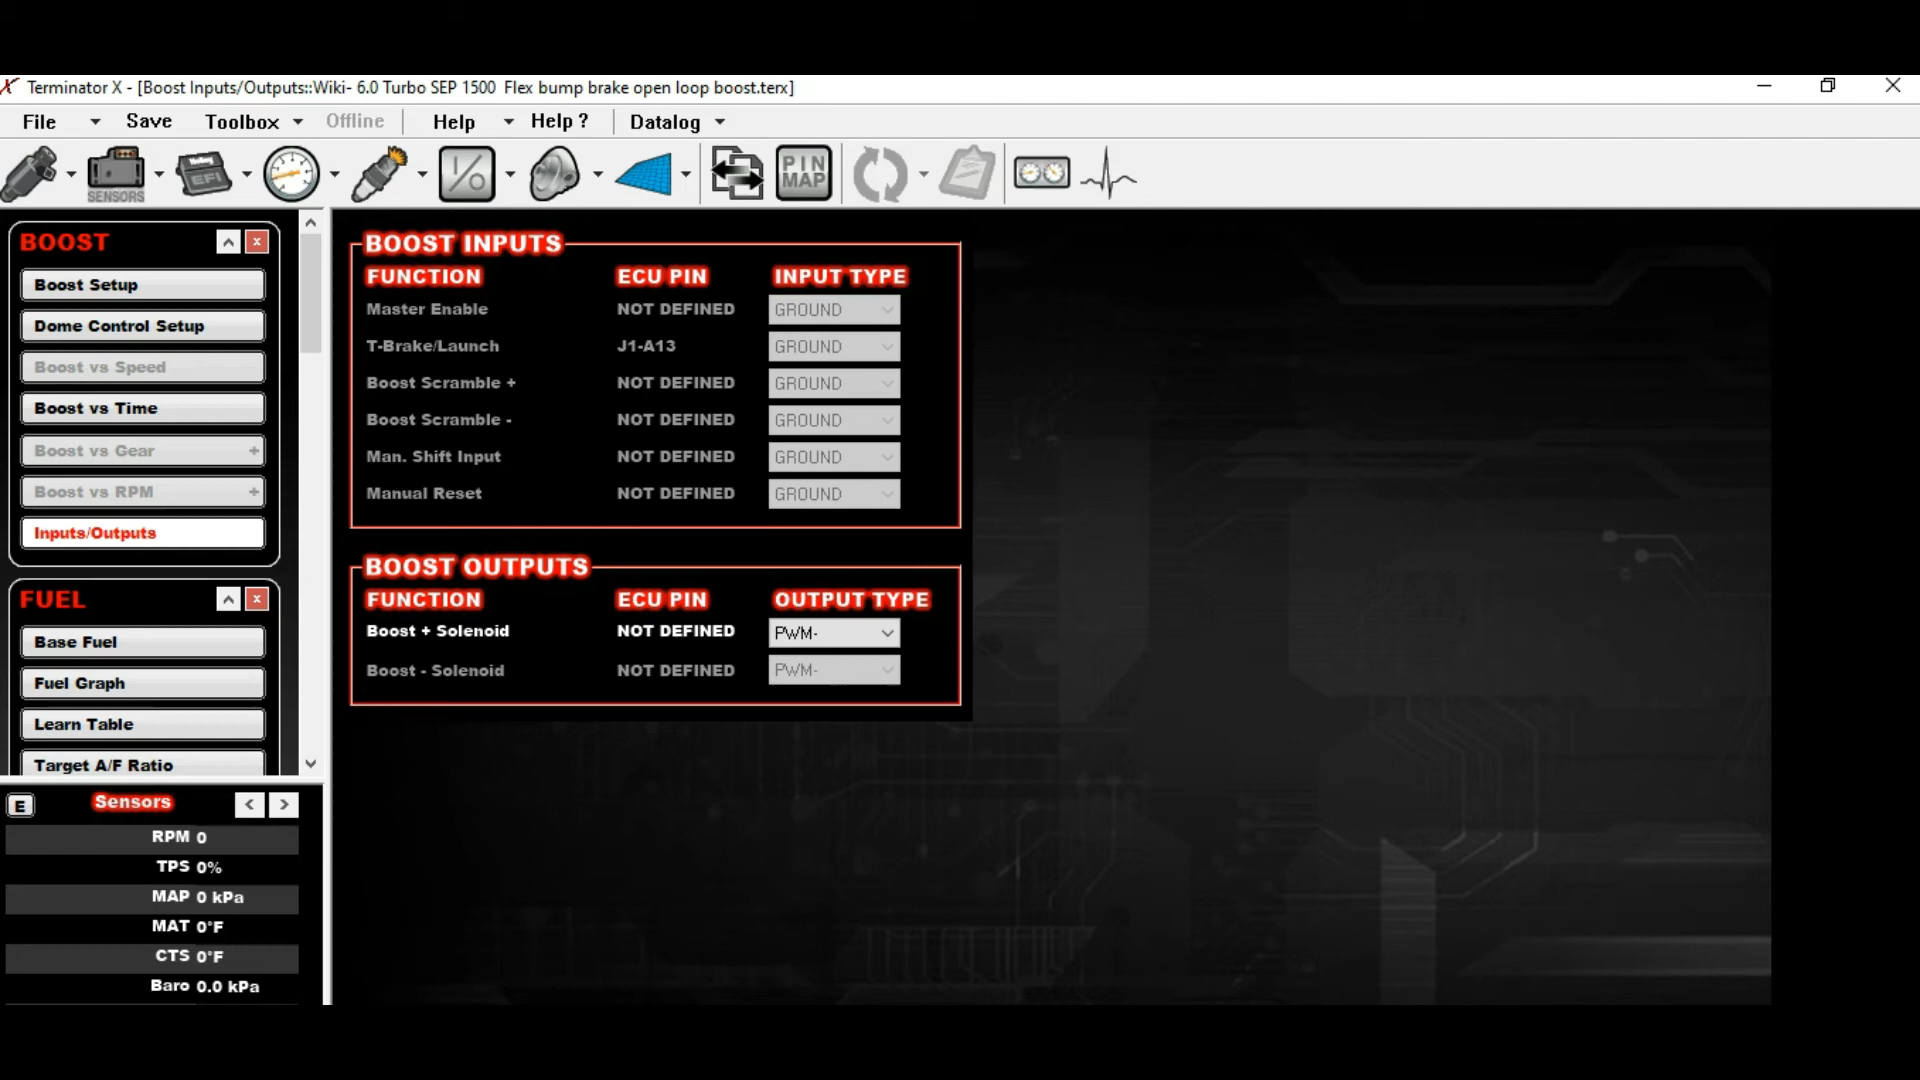 Terminator X - [Boost Inputs/Outputs::Wiki- 6.0 Turbo SEP 1500  Flex bump brake open loop boost.terx]
File Save Toolbox Offline Help Help ? Datalog
SENSORS Holley EFI I/O PIN MAP
BOOST
Boost Setup
Dome Control Setup
Boost vs Speed
Boost vs Time
Boost vs Gear +
Boost vs RPM +
Inputs/Outputs
FUEL
Base Fuel
Fuel Graph
Learn Table
Target A/F Ratio
E Sensors < >
RPM 0
TPS 0%
MAP 0 kPa
MAT 0°F
CTS 0°F
Baro 0.0 kPa
BOOST INPUTS
FUNCTION ECU PIN INPUT TYPE
Master Enable NOT DEFINED GROUND
T-Brake/Launch J1-A13 GROUND
Boost Scramble + NOT DEFINED GROUND
Boost Scramble - NOT DEFINED GROUND
Man. Shift Input NOT DEFINED GROUND
Manual Reset NOT DEFINED GROUND
BOOST OUTPUTS
FUNCTION ECU PIN OUTPUT TYPE
Boost + Solenoid NOT DEFINED PWM-
Boost - Solenoid NOT DEFINED PWM-